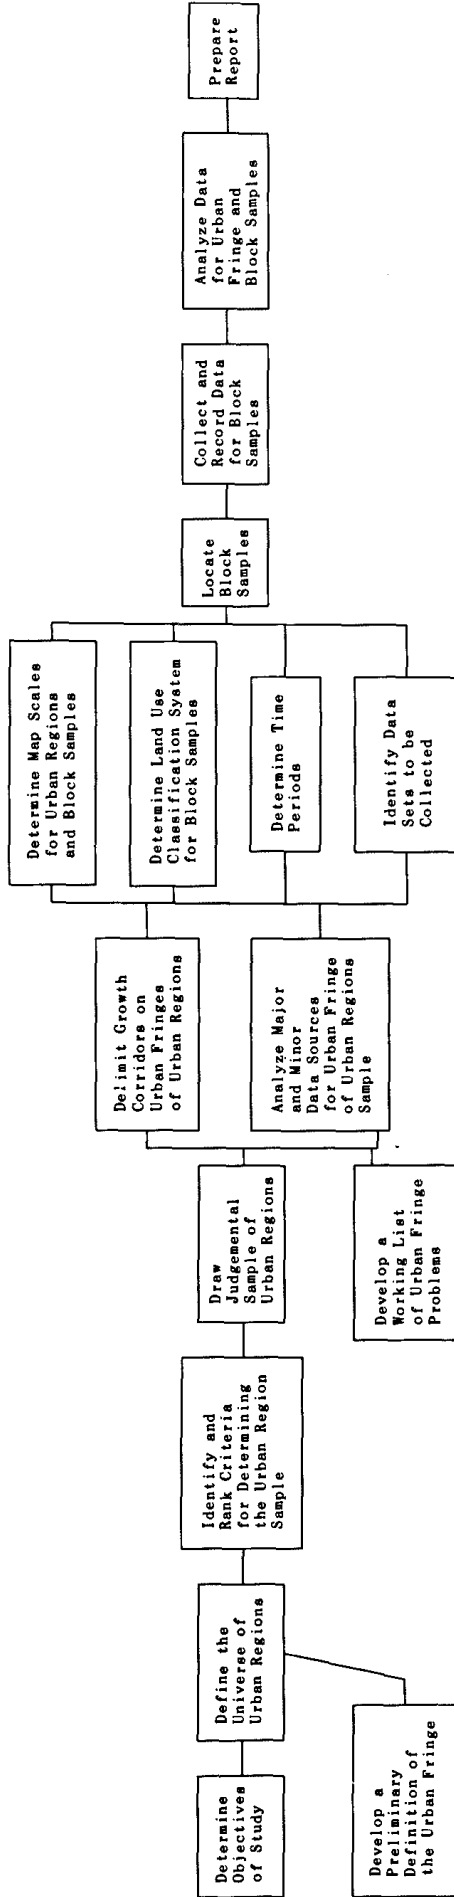 Determine
Objectives
of Study
Develop a
Preliminary
Definition of
the Urban Fringe
Define the
Universe of
Urban Regions
Identify and
Rank Criteria
for Determining
the Urban Region
Sample
Draw
Judgemental
Sample of
Urban Regions
Develop a
Working List
of Urban Fringe
Problems
Delimit Growth
Corridors on
Urban Fringes
of Urban Regions
Analyze Major
and Minor
Data Sources
for Urban Fringe
of Urban Regions
Sample
Determine Map Scales
for Urban Regions
and Block Samples
Determine Land Use
Classification System
for Block Samples
Determine Time
Periods
Identify Data
Sets to be
Collected
Locate
Block
Samples
Collect and
Record Data
for Block
Samples
Analyze Data
for Urban
Fringe and
Block Samples
Prepare
Report